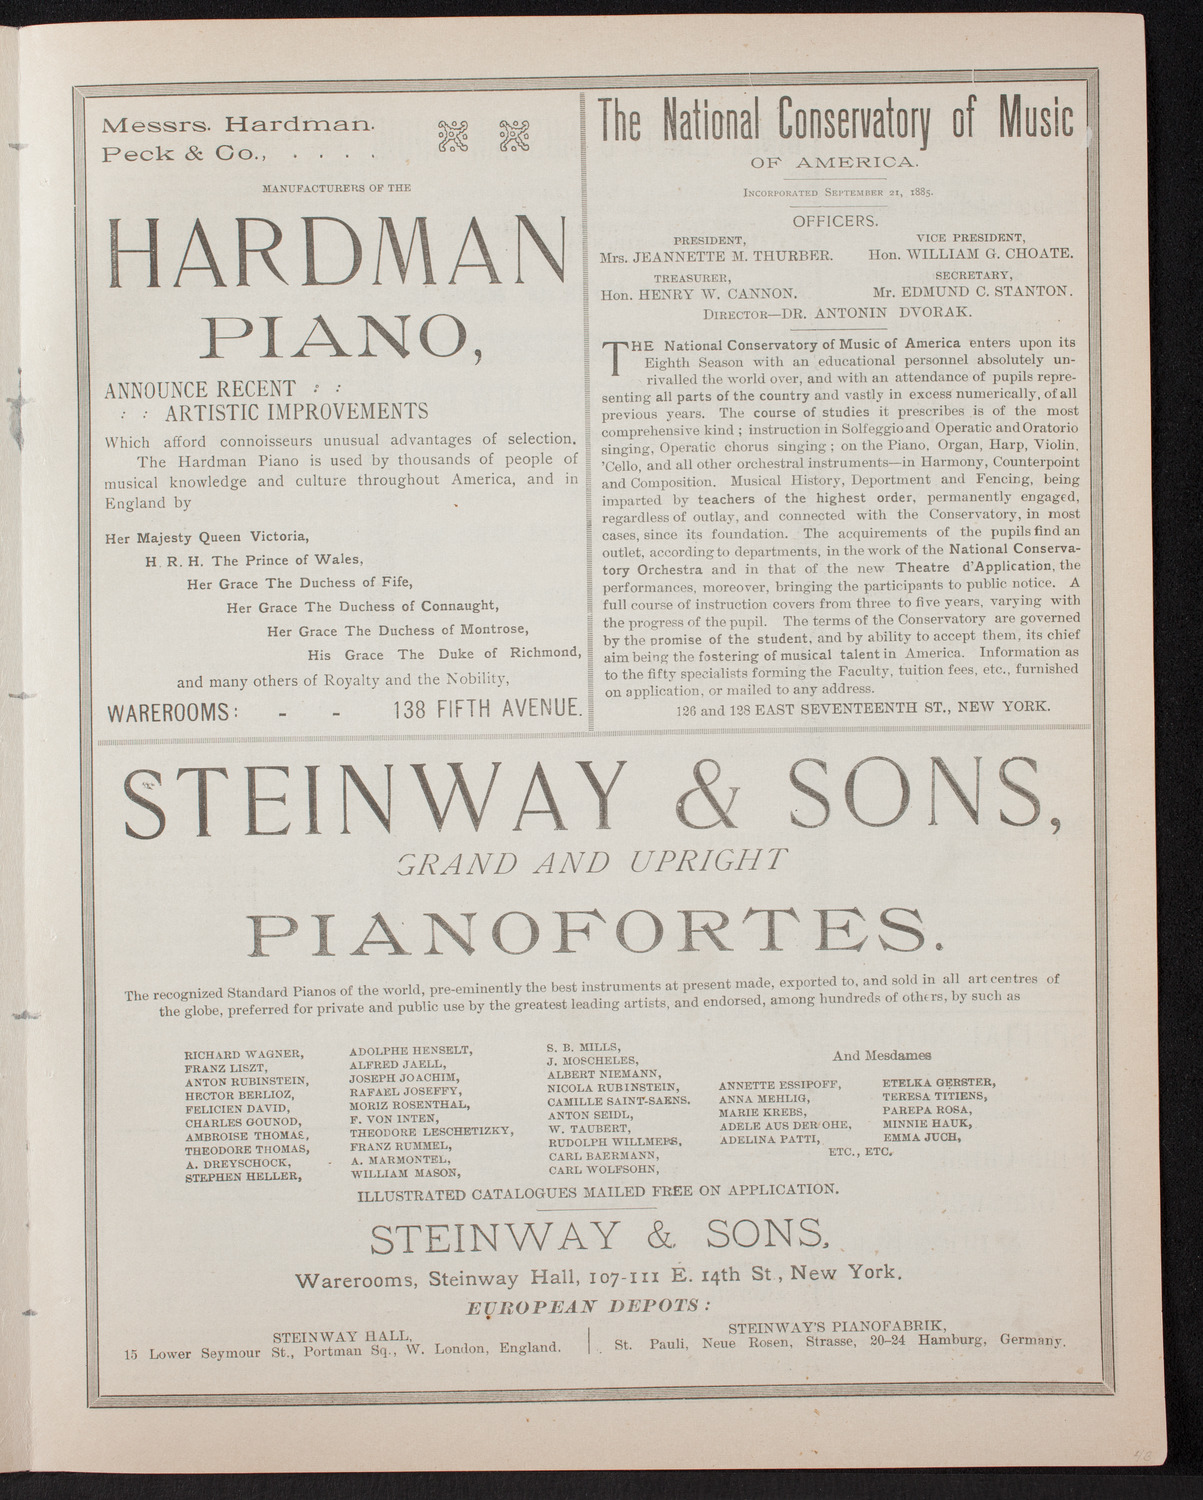 Messrs. Hardman.
Peck & Co., . . . .
MANUFACTURERS OF THE
HARDMAN
PIANO,
ANNOUNCE RECENT : :
: : ARTISTIC IMPROVEMENTS
Which afford connoisseurs unusual advantages of selection.
The Hardman Piano is used by thousands of people of
musical knowledge and culture throughout America, and in
England by
Her Majesty Queen Victoria,
H. R. H. The Prince of Wales,
Her Grace The Duchess of Fife,
Her Grace The Duchess of Connaught,
Her Grace The Duchess of Montrose,
His Grace The Duke of Richmond,
and many others of Royalty and the Nobility,
WAREROOMS: - - 138 FIFTH AVENUE.
The National Conservatory of Music
OF AMERICA.
INCORPORATED SEPTEMBER 21, 1885.
OFFICERS.
PRESIDENT, VICE PRESIDENT,
Mrs. JEANNETTE M. THURBER. Hon. WILLIAM G. CHOATE.
TREASURER, SECRETARY,
Hon. HENRY W. CANNON. Mr. EDMUND C. STANTON.
DIRECTOR—DR. ANTONIN DVORAK.
THE National Conservatory of Music of America enters upon its
Eighth Season with an educational personnel absolutely un-
rivalled the world over, and with an attendance of pupils repre-
senting all parts of the country and vastly in excess numerically, of all
previous years. The course of studies it prescribes is of the most
comprehensive kind; instruction in Solfeggio and Operatic and Oratorio
singing, Operatic chorus singing; on the Piano, Organ, Harp, Violin,
'Cello, and all other orchestral instruments—in Harmony, Counterpoint
and Composition. Musical History, Deportment and Fencing, being
imparted by teachers of the highest order, permanently engaged,
regardless of outlay, and connected with the Conservatory, in most
cases, since its foundation. The acquirements of the pupils find an
outlet, according to departments, in the work of the National Conserva-
tory Orchestra and in that of the new Theatre d'Application, the
performances, moreover, bringing the participants to public notice. A
full course of instruction covers from three to five years, varying with
the progress of the pupil. The terms of the Conservatory are governed
by the promise of the student, and by ability to accept them, its chief
aim being the fostering of musical talent in America. Information as
to the fifty specialists forming the Faculty, tuition fees, etc., furnished
on application, or mailed to any address.
126 and 128 EAST SEVENTEENTH ST., NEW YORK.
STEINWAY & SONS,
GRAND AND UPRIGHT
PIANOFORTES.
The recognized Standard Pianos of the world, pre-eminently the best instruments at present made, exported to, and sold in all art centres of
the globe, preferred for private and public use by the greatest leading artists, and endorsed, among hundreds of others, by such as
RICHARD WAGNER,
FRANZ LISZT,
ANTON RUBINSTEIN,
HECTOR BERLIOZ,
FELICIEN DAVID,
CHARLES GOUNOD,
AMBROISE THOMAS,
THEODORE THOMAS,
A. DREYSCHOCK,
STEPHEN HELLER,
ADOLPHE HENSELT,
ALFRED JAELL,
JOSEPH JOACHIM,
RAFAEL JOSEFFY,
MORIZ ROSENTHAL,
F. VON INTEN,
THEODORE LESCHETIZKY,
FRANZ RUMMEL,
A. MARMONTEL,
WILLIAM MASON,
S. B. MILLS,
J. MOSCHELES,
ALBERT NIEMANN,
NICOLA RUBINSTEIN,
CAMILLE SAINT-SAENS,
ANTON SEIDL,
W. TAUBERT,
RUDOLPH WILLMERS,
CARL BAERMANN,
CARL WOLFSOHN,
And Mesdames
ANNETTE ESSIPOFF,
ANNA MEHLIG,
MARIE KREBS,
ADELE AUS DER OHE,
ADELINA PATTI,
ETELKA GERSTER,
TERESA TITIENS,
PAREPA ROSA,
MINNIE HAUK,
EMMA JUCH,
ETC., ETC.
ILLUSTRATED CATALOGUES MAILED FREE ON APPLICATION.
STEINWAY & SONS,
Warerooms, Steinway Hall, 107-111 E. 14th St., New York.
EUROPEAN DEPOTS:
STEINWAY HALL,
15 Lower Seymour St., Portman Sq., W. London, England.
STEINWAY'S PIANOFABRIK,
St. Pauli, Neue Rosen, Strasse, 20–24 Hamburg, Germany.